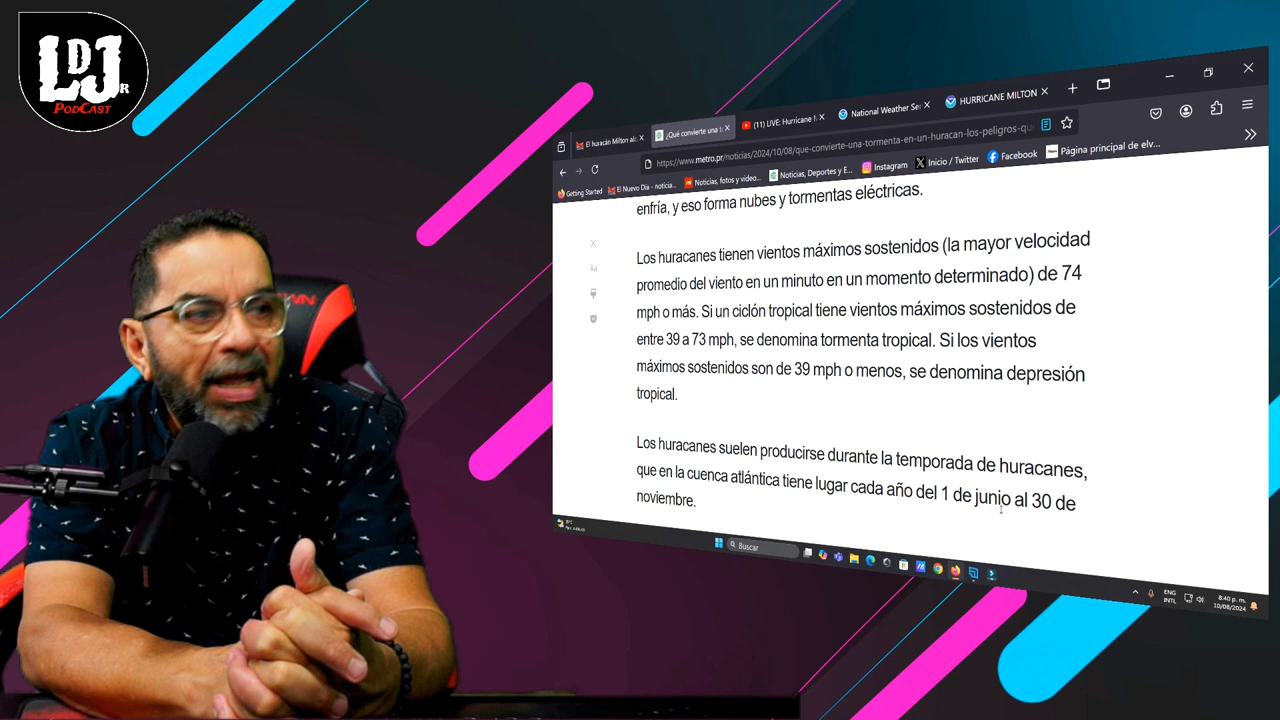 LDJR
PODCAST
WN
El huracán Milton al
¿Qué convierte una t
(11) LIVE: Hurricane M
National Weather Ser
HURRICANE MILTON
https://www.metro.pr/noticias/2024/10/08/que-convierte-una-tormenta-en-un-huracan-los-peligros-qu
Getting Started
El Nuevo Día - noticia...
Noticias, fotos y video...
Noticias, Deportes y E...
Instagram
Inicio / Twitter
Facebook
Página principal de elv...
enfría, y eso forma nubes y tormentas eléctricas.
Los huracanes tienen vientos máximos sostenidos (la mayor velocidad
promedio del viento en un minuto en un momento determinado) de 74
mph o más. Si un ciclón tropical tiene vientos máximos sostenidos de
entre 39 a 73 mph, se denomina tormenta tropical. Si los vientos
máximos sostenidos son de 39 mph o menos, se denomina depresión
tropical.
Los huracanes suelen producirse durante la temporada de huracanes,
que en la cuenca atlántica tiene lugar cada año del 1 de junio al 30 de
noviembre.
Aa
Buscar
ENG
INTL
8:40 p. m.
10/08/2024